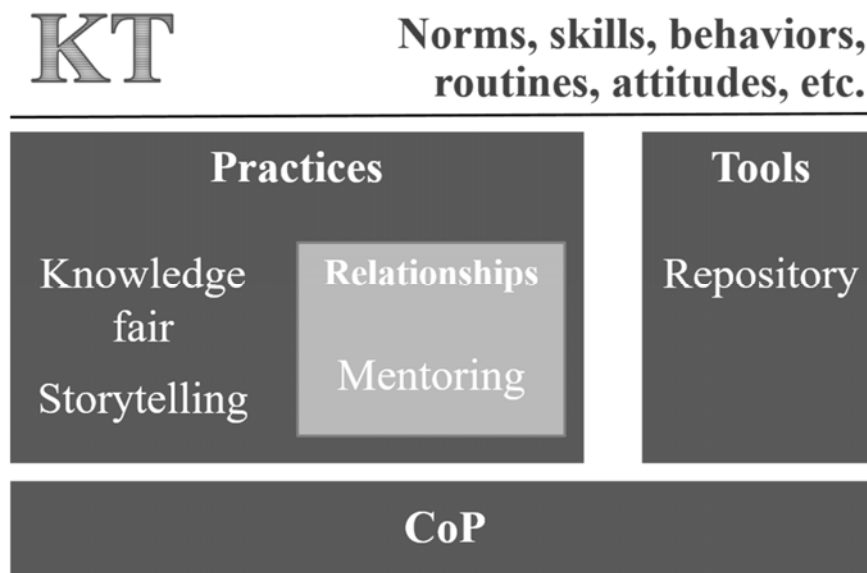 KT
Norms, skills, behaviors,
routines, attitudes, etc.
Practices
Knowledge
fair
Storytelling
Relationships
Mentoring
Tools
Repository
CoP